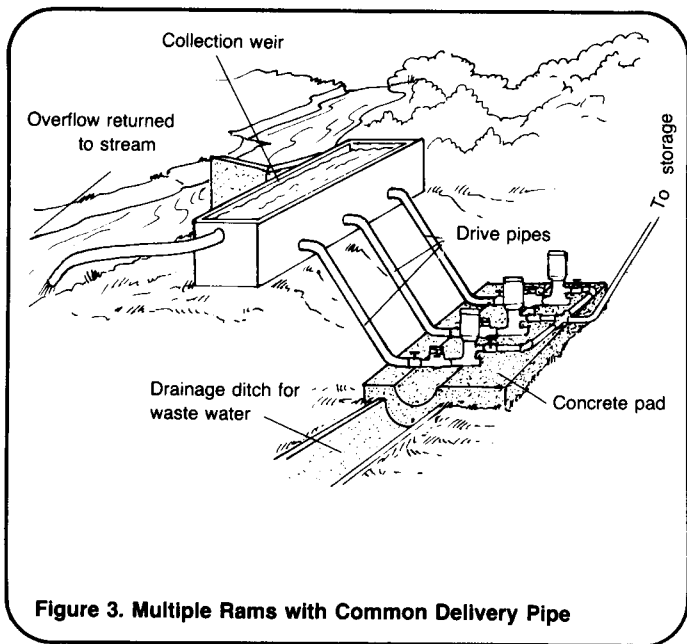 Collection weir
Overflow returned
to stream
To storage
Drive pipes
Drainage ditch for
waste water
Concrete pad
Figure 3. Multiple Rams with Common Delivery Pipe